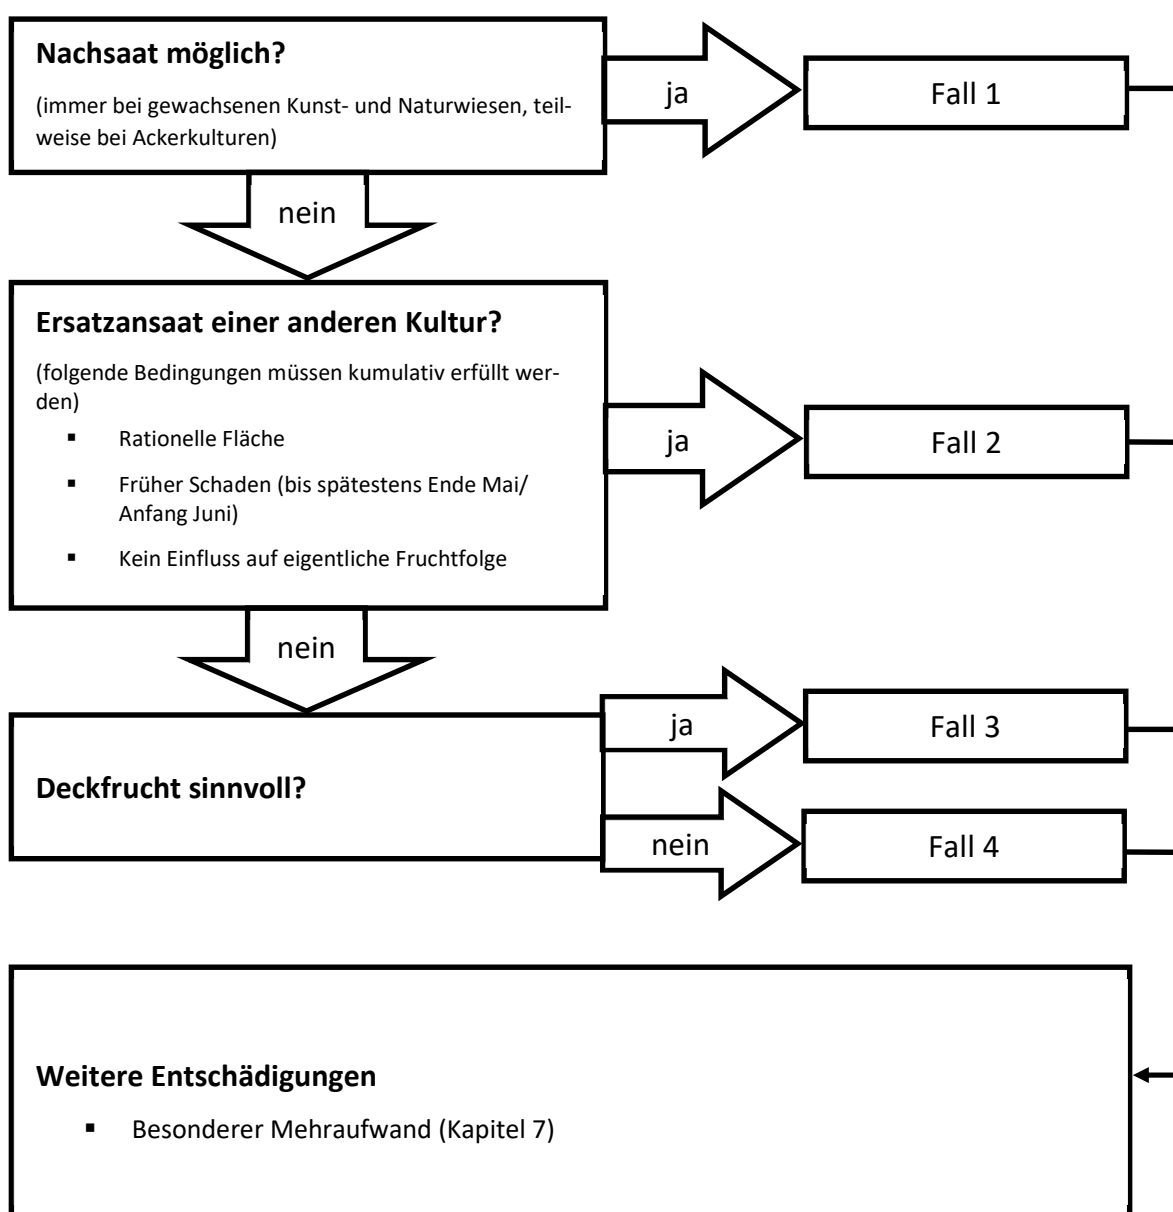 Nachsaat möglich?
(immer bei gewachsenen Kunst- und Naturwiesen, teil-
weise bei Ackerkulturen)
ja
Fall 1
nein
Ersatzansaat einer anderen Kultur?
(folgende Bedingungen müssen kumulativ erfüllt wer-
den)
▪ Rationelle Fläche
▪ Früher Schaden (bis spätestens Ende Mai/
Anfang Juni)
▪ Kein Einfluss auf eigentliche Fruchtfolge
ja
Fall 2
nein
Deckfrucht sinnvoll?
ja
Fall 3
nein
Fall 4
Weitere Entschädigungen
▪ Besonderer Mehraufwand (Kapitel 7)